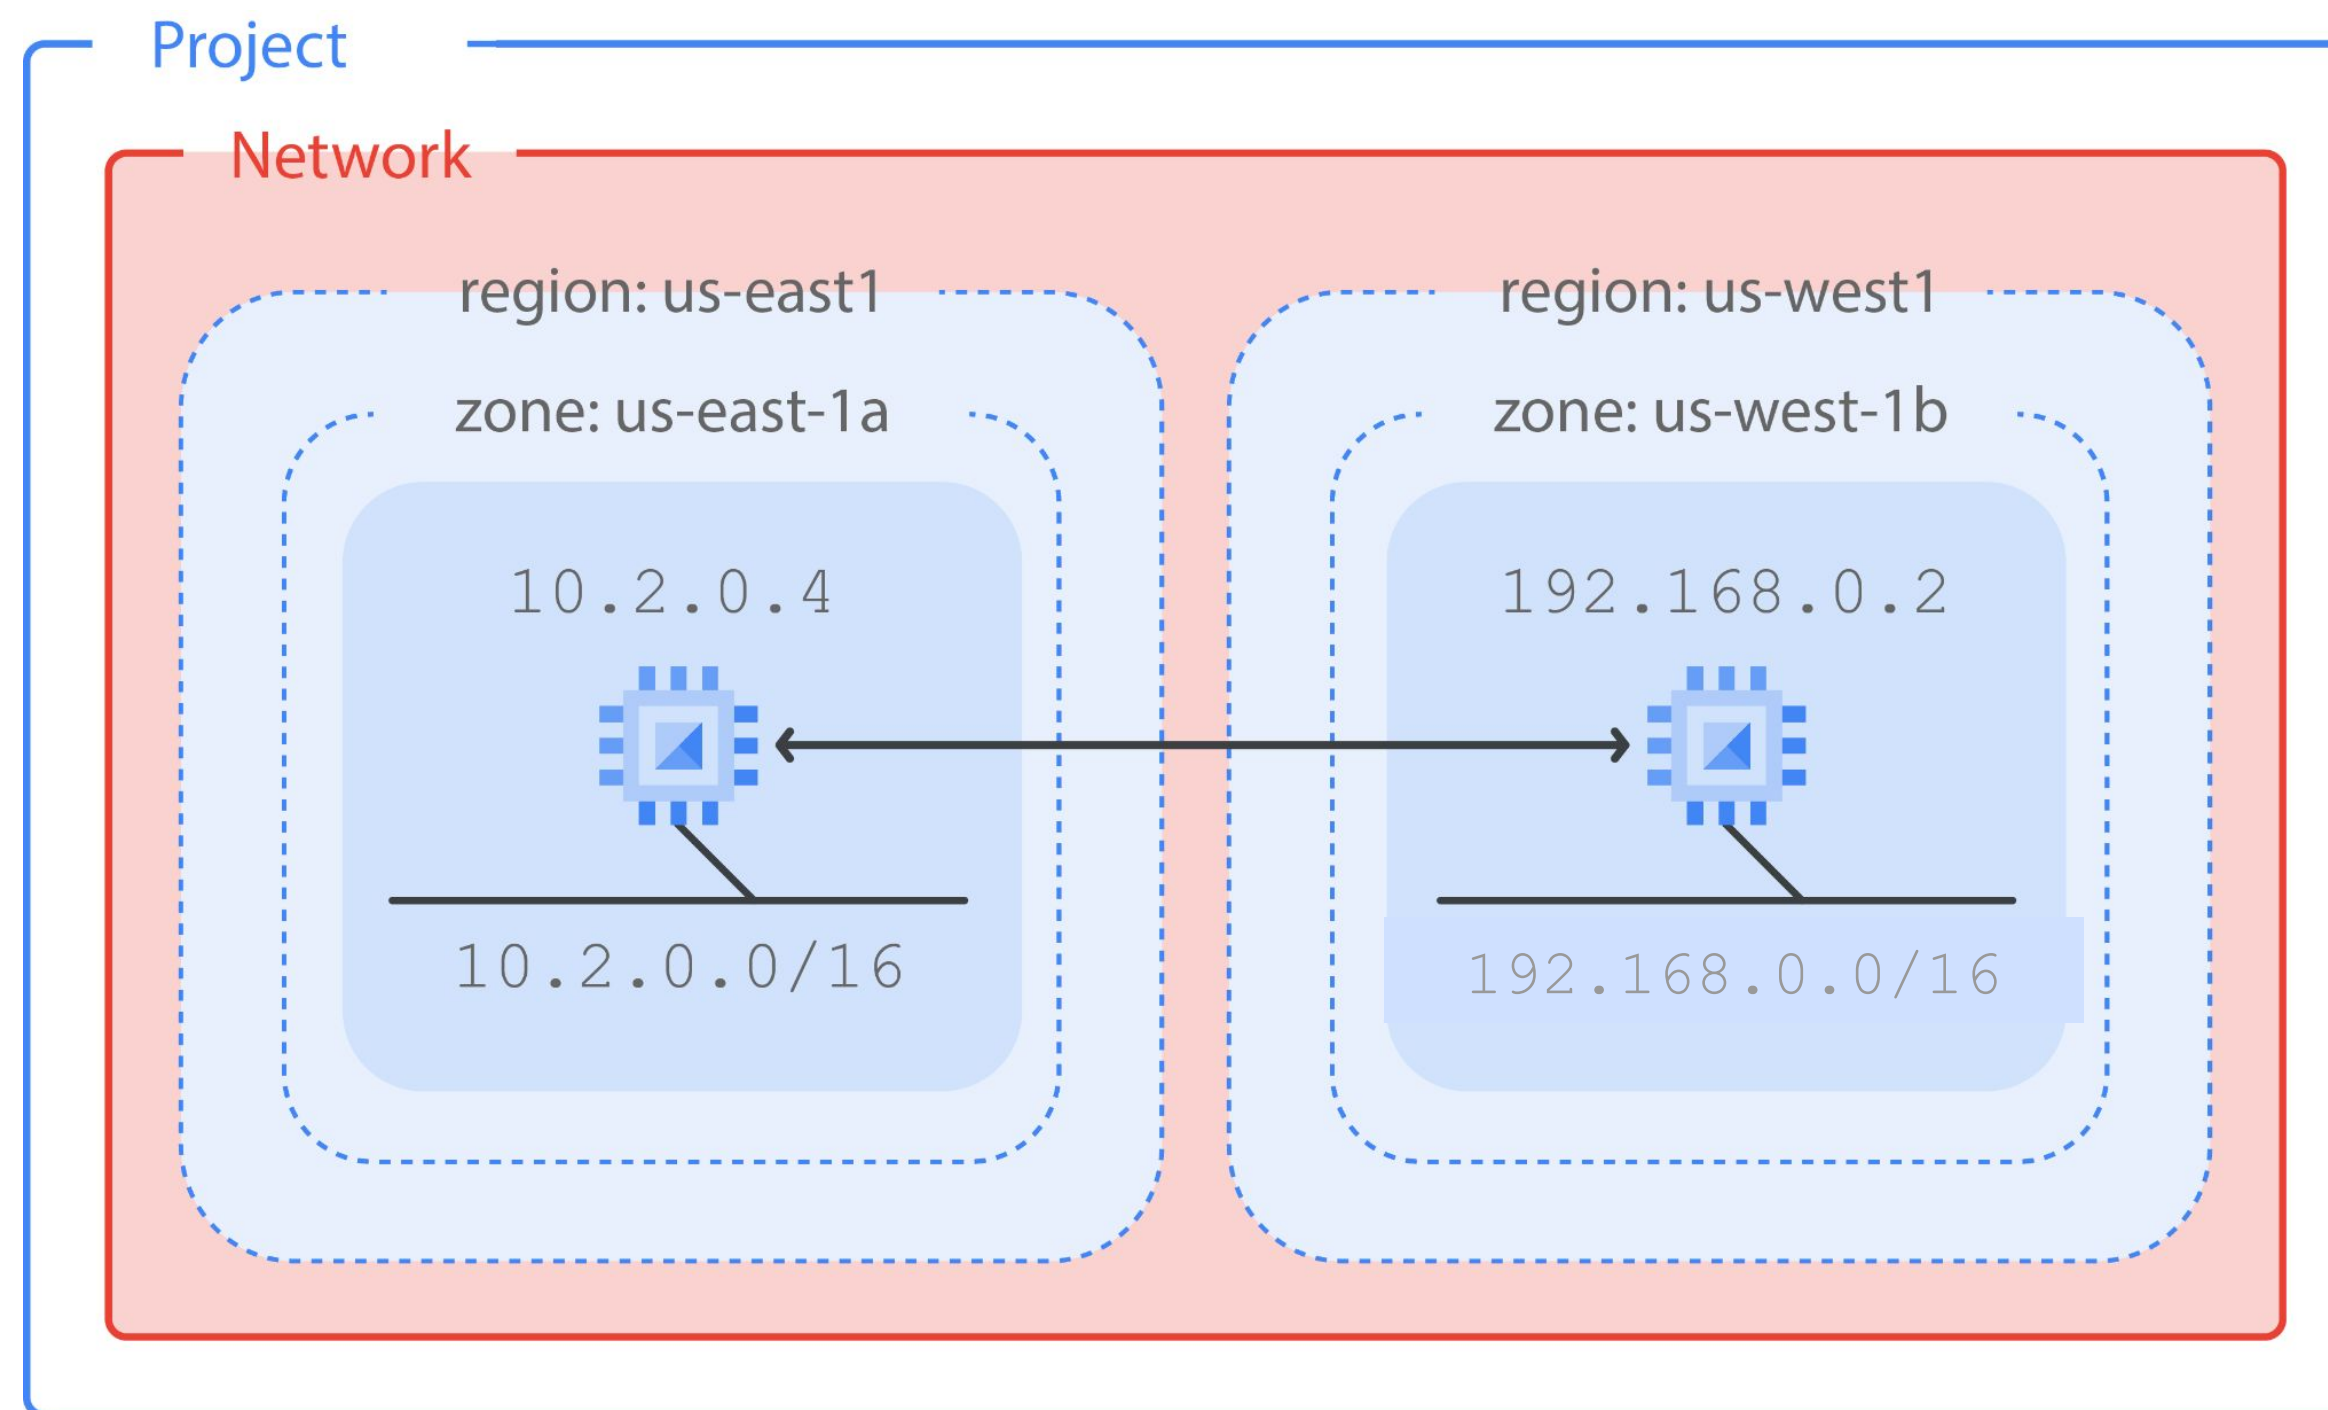 Project
Network
region: us-east1
zone: us-east-1a
10.2.0.4
10.2.0.0/16
region: us-west1
zone: us-west-1b
192.168.0.2
192.168.0.0/16